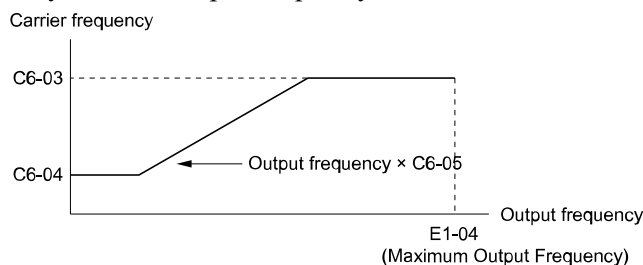 Carrier frequency
C6-03
C6-04
Output frequency × C6-05
Output frequency
E1-04
(Maximum Output Frequency)